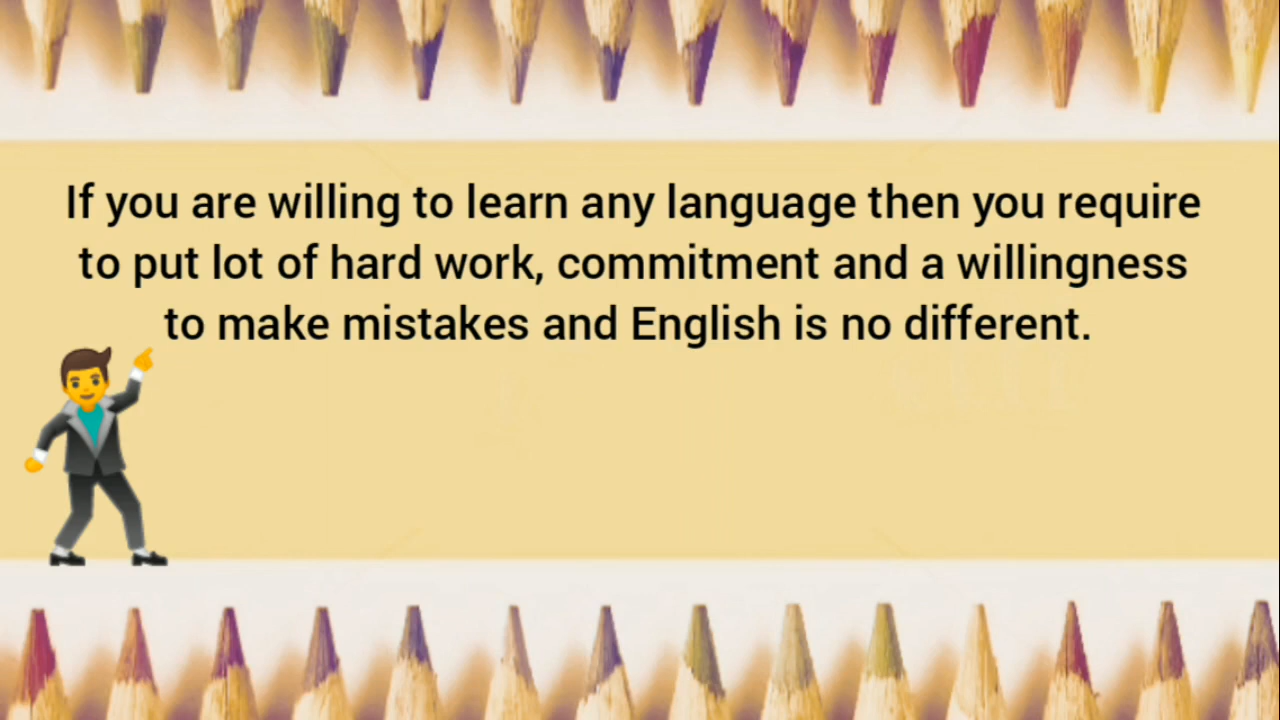 If you are willing to learn any language then you require
to put lot of hard work, commitment and a willingness
to make mistakes and English is no different.